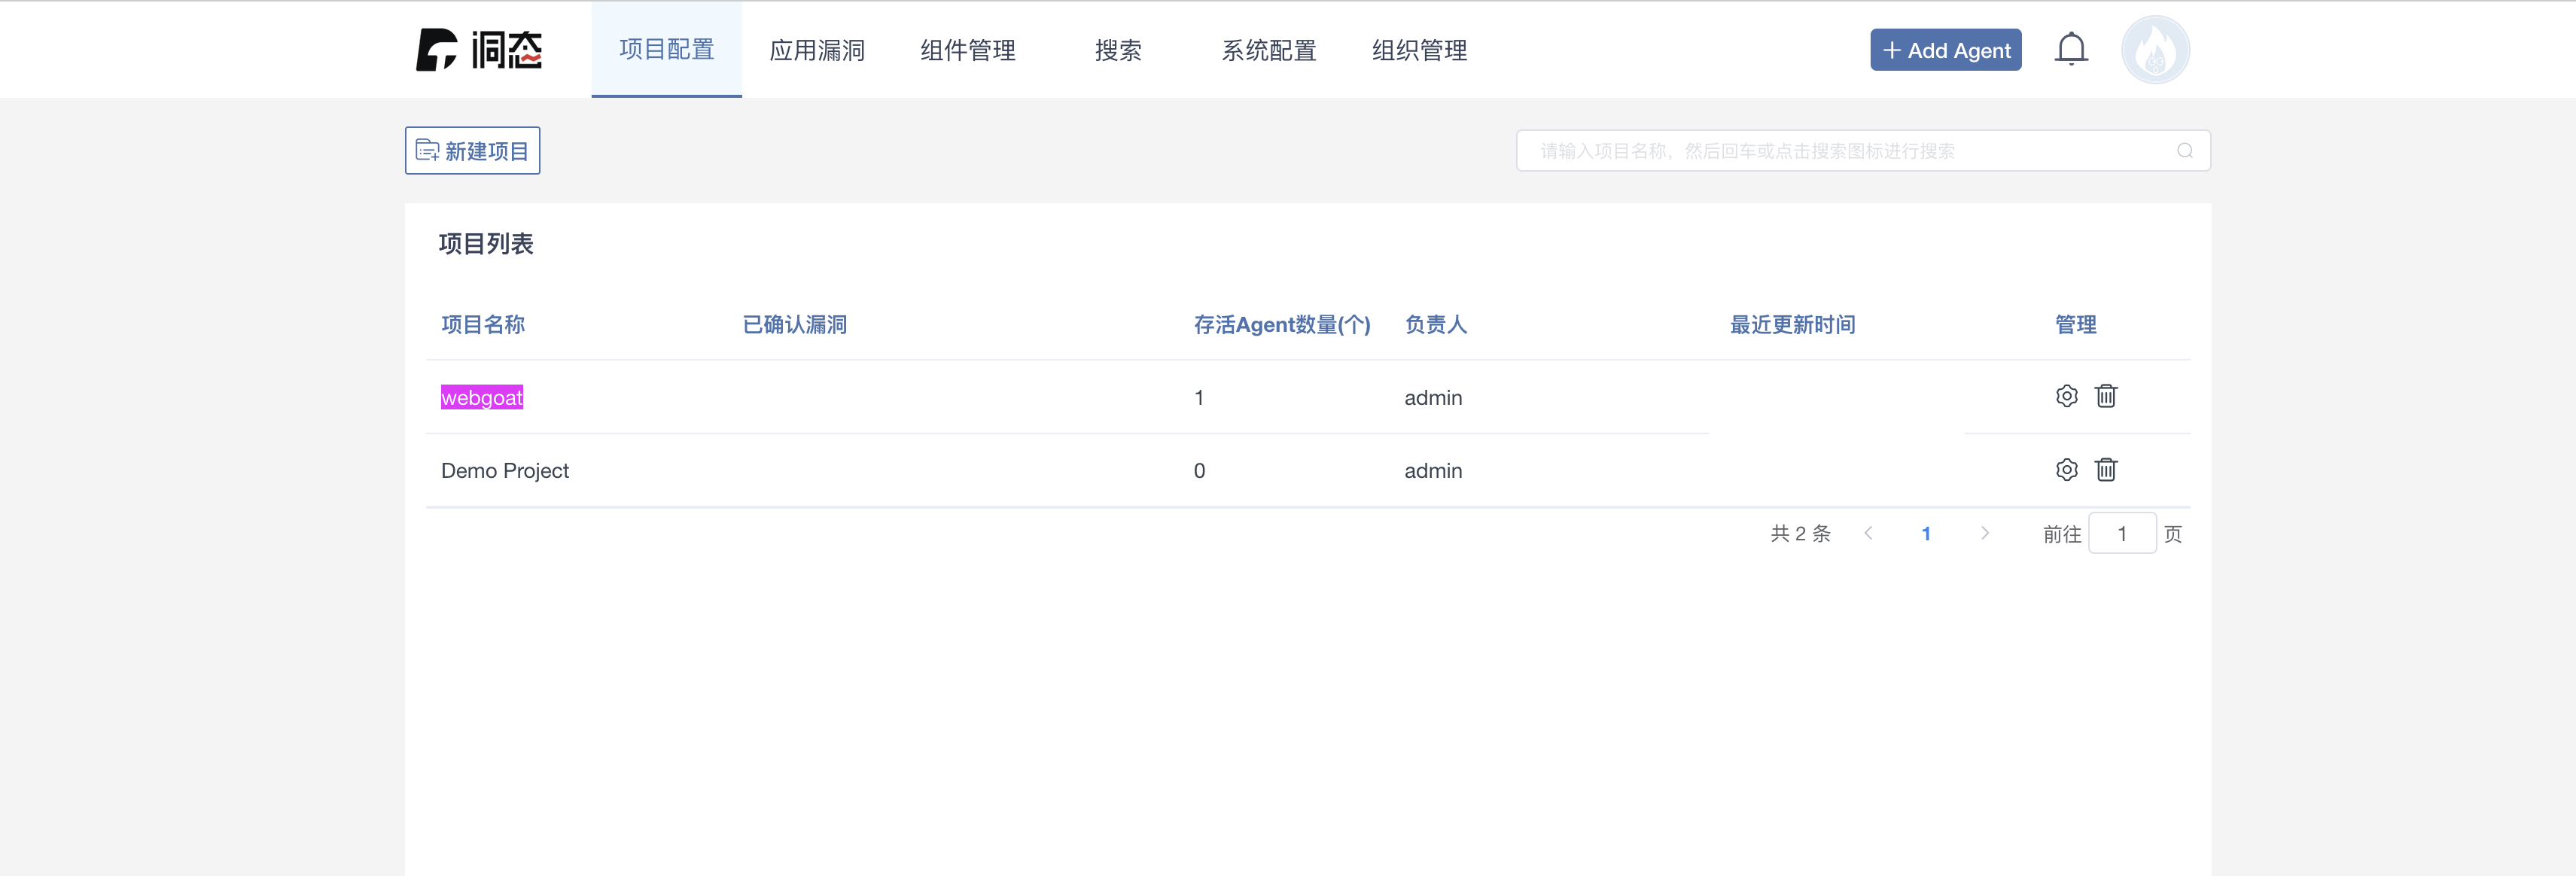 洞态 项目配置 应用漏洞 组件管理 搜索 系统配置 组织管理 + Add Agent
新建项目 请输入项目名称，然后回车或点击搜索图标进行搜索
项目列表
项目名称 已确认漏洞 存活Agent数量(个) 负责人 最近更新时间 管理
webgoat 1 admin
Demo Project 0 admin
共 2 条 1 前往 1 页